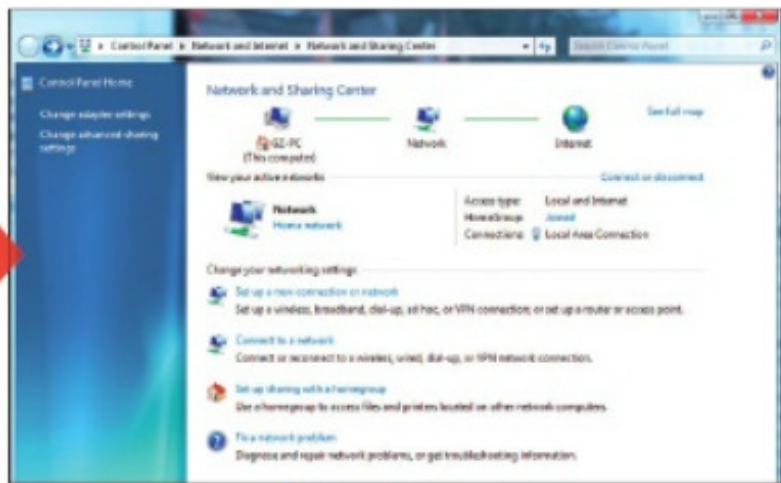 Control Panel ▸ Network and Internet ▸ Network and Sharing Center
Search Control Panel
Control Panel Home
Change adapter settings
Change advanced sharing
settings
Network and Sharing Center
See full map
GZ-PC
(This computer)
Network
Internet
View your active networks
Connect or disconnect
Network
Home network
Access type: Local and Internet
HomeGroup: Joined
Connections: Local Area Connection
Change your networking settings
Set up a new connection or network
Set up a wireless, broadband, dial-up, ad hoc, or VPN connection; or set up a router or access point.
Connect to a network
Connect or reconnect to a wireless, wired, dial-up, or VPN network connection.
Set up sharing with a homegroup
Use a homegroup to access files and printers located on other network computers.
Fix a network problem
Diagnose and repair network problems, or get troubleshooting information.